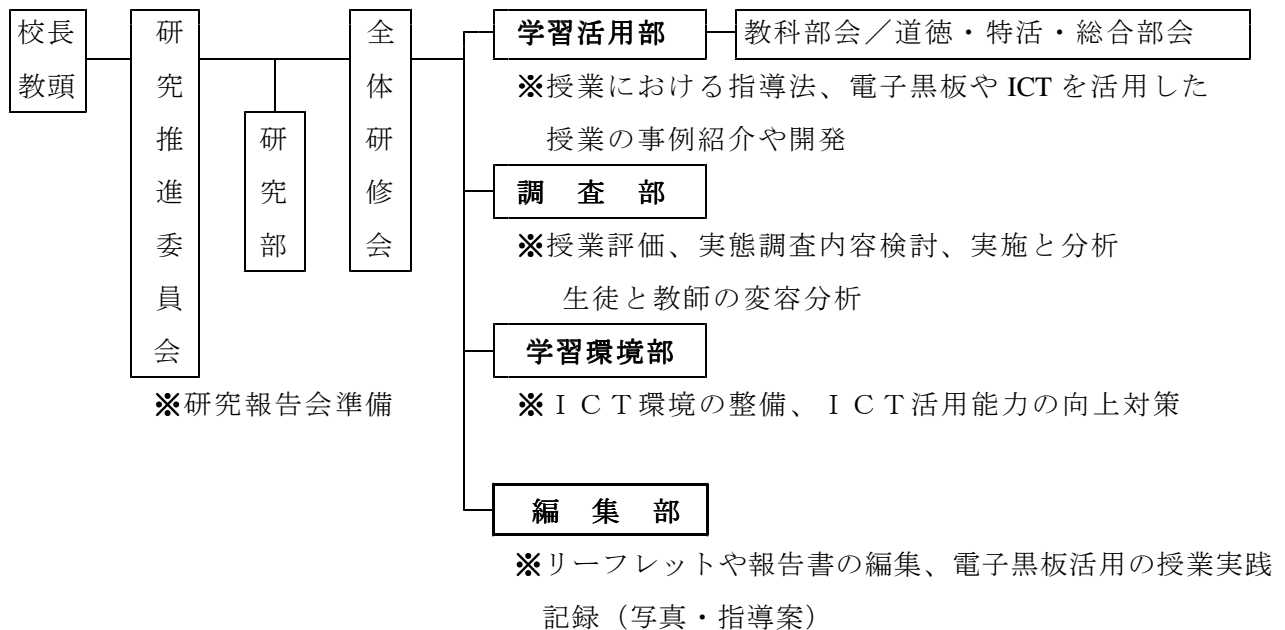 校長
教頭
研究推進委員会
※研究報告会準備
研究部
全体研修会
学習活用部
教科部会／道徳・特活・総合部会
※授業における指導法、電子黒板や ICT を活用した
授業の事例紹介や開発
調 査 部
※授業評価、実態調査内容検討、実施と分析
生徒と教師の変容分析
学習環境部
※ＩＣＴ環境の整備、ＩＣＴ活用能力の向上対策
編 集 部
※リーフレットや報告書の編集、電子黒板活用の授業実践
記録（写真・指導案）